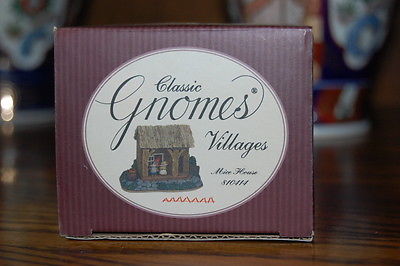 Classic
Gnomes®
Villages
Mice House
810414